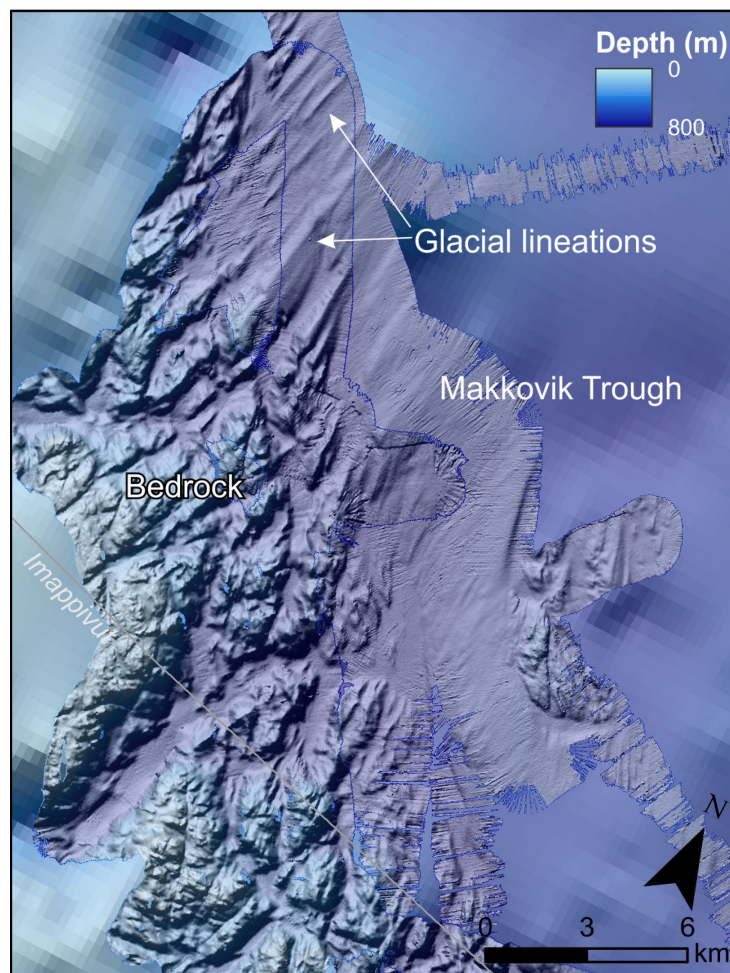 Depth (m)
0
800
Glacial lineations
Makkovik Trough
Bedrock
Imappivut
N
0 3 6
km